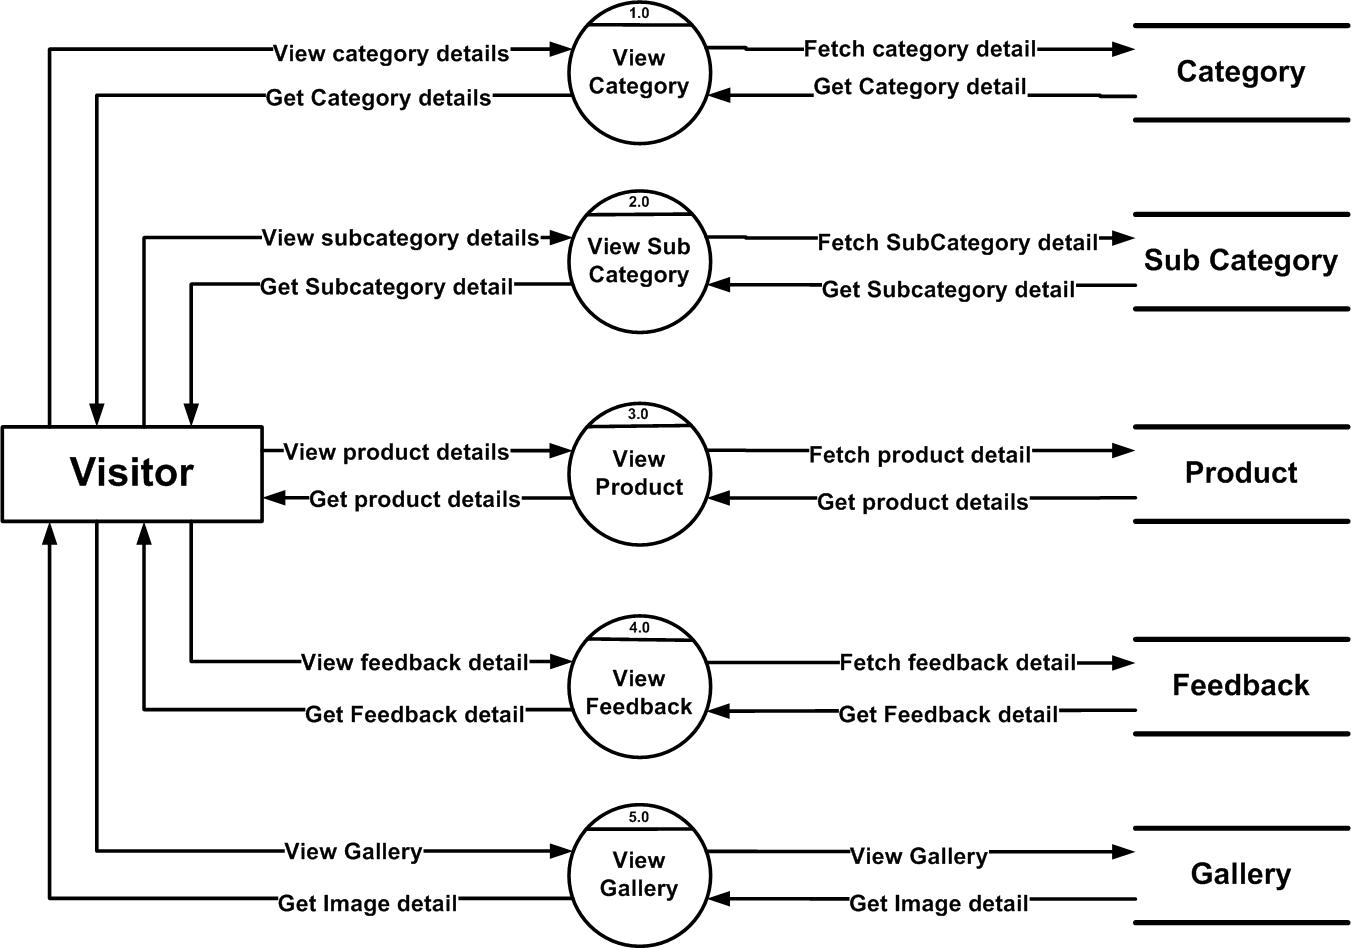 1.0
View
Category
View category details
Fetch category detail
Category
Get Category details
Get Category detail
2.0
View Sub
Category
View subcategory details
Fetch SubCategory detail
Sub Category
Get Subcategory detail
Get Subcategory detail
Visitor
3.0
View
Product
View product details
Fetch product detail
Product
Get product details
Get product details
4.0
View
Feedback
View feedback detail
Fetch feedback detail
Feedback
Get Feedback detail
Get Feedback detail
5.0
View
Gallery
View Gallery
View Gallery
Gallery
Get Image detail
Get Image detail